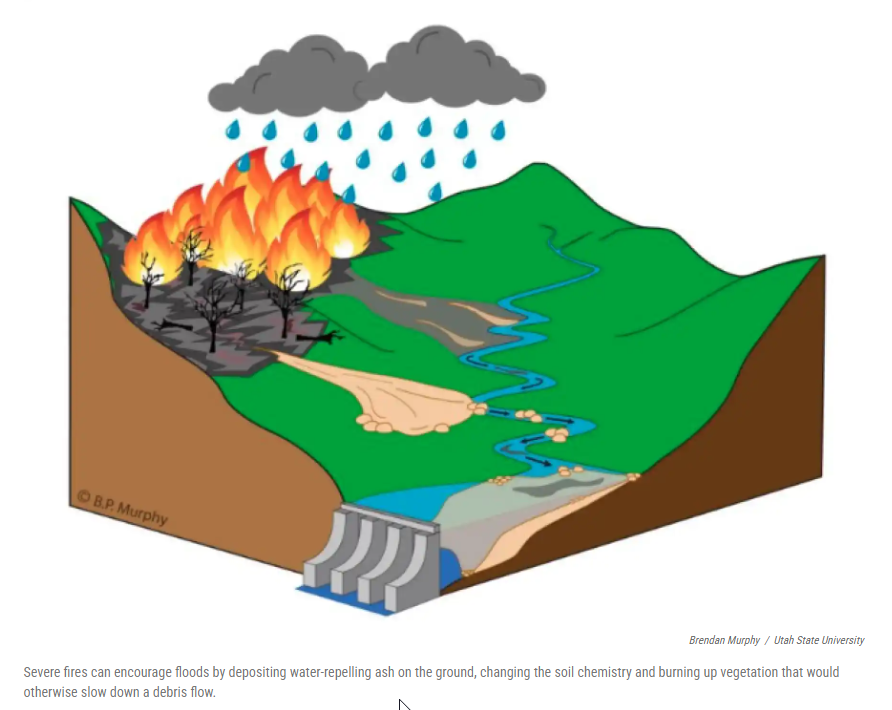 © B.P. Murphy
Brendan Murphy / Utah State University
Severe fires can encourage floods by depositing water-repelling ash on the ground, changing the soil chemistry and burning up vegetation that would
otherwise slow down a debris flow.